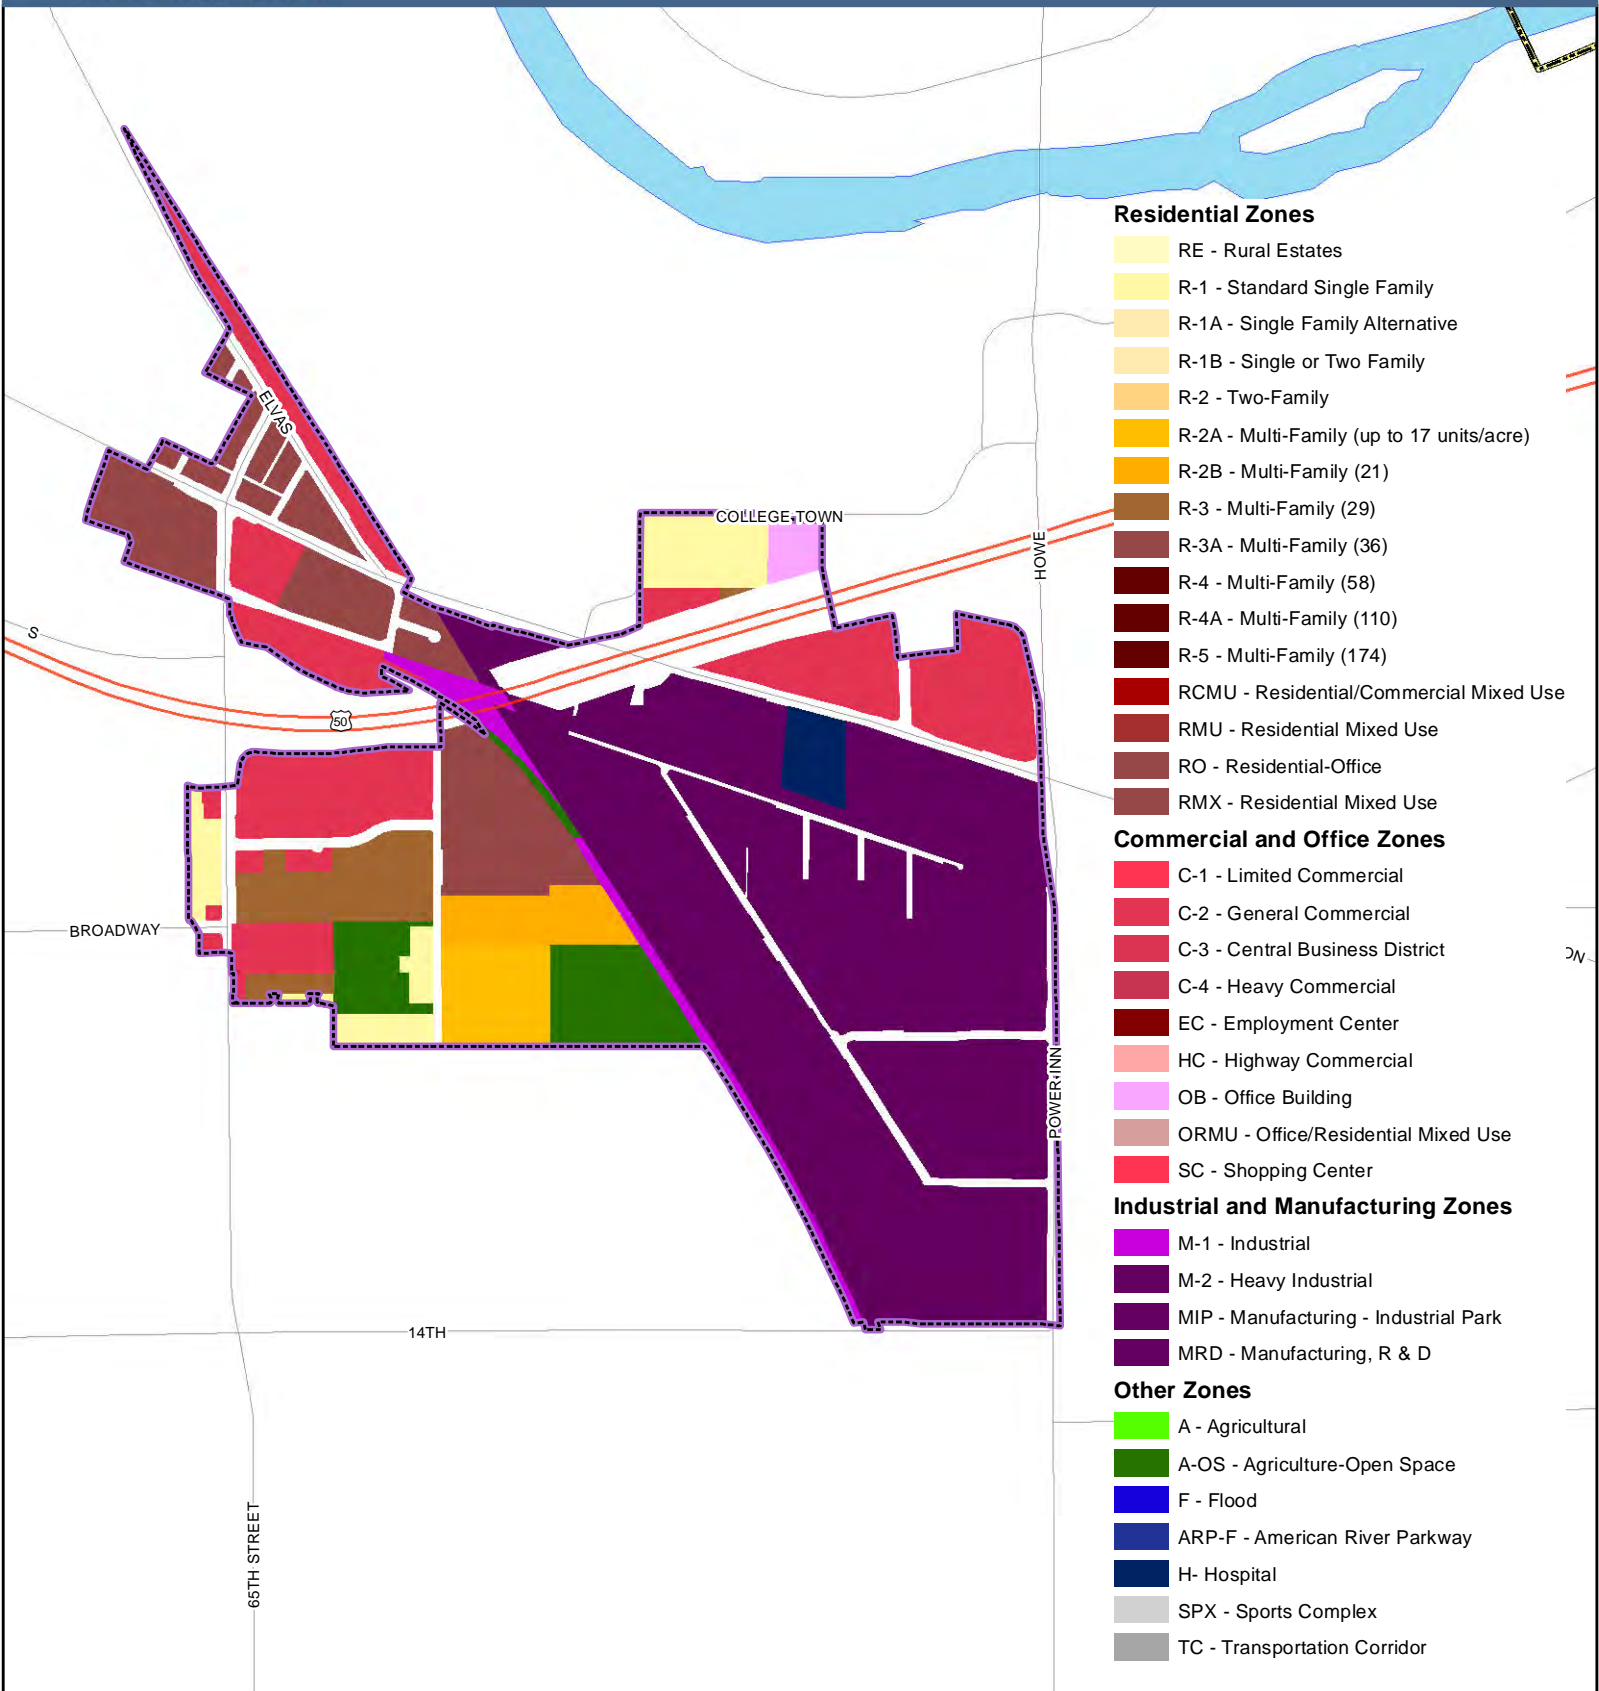 ELVAS
COLLEGE TOWN
HOWE
S
50
BROADWAY
POWER INN
14TH
65TH STREET
Residential Zones
RE - Rural Estates
R-1 - Standard Single Family
R-1A - Single Family Alternative
R-1B - Single or Two Family
R-2 - Two-Family
R-2A - Multi-Family (up to 17 units/acre)
R-2B - Multi-Family (21)
R-3 - Multi-Family (29)
R-3A - Multi-Family (36)
R-4 - Multi-Family (58)
R-4A - Multi-Family (110)
R-5 - Multi-Family (174)
RCMU - Residential/Commercial Mixed Use
RMU - Residential Mixed Use
RO - Residential-Office
RMX - Residential Mixed Use
Commercial and Office Zones
C-1 - Limited Commercial
C-2 - General Commercial
C-3 - Central Business District
C-4 - Heavy Commercial
EC - Employment Center
HC - Highway Commercial
OB - Office Building
ORMU - Office/Residential Mixed Use
SC - Shopping Center
Industrial and Manufacturing Zones
M-1 - Industrial
M-2 - Heavy Industrial
MIP - Manufacturing - Industrial Park
MRD - Manufacturing, R & D
Other Zones
A - Agricultural
A-OS - Agriculture-Open Space
F - Flood
ARP-F - American River Parkway
H- Hospital
SPX - Sports Complex
TC - Transportation Corridor